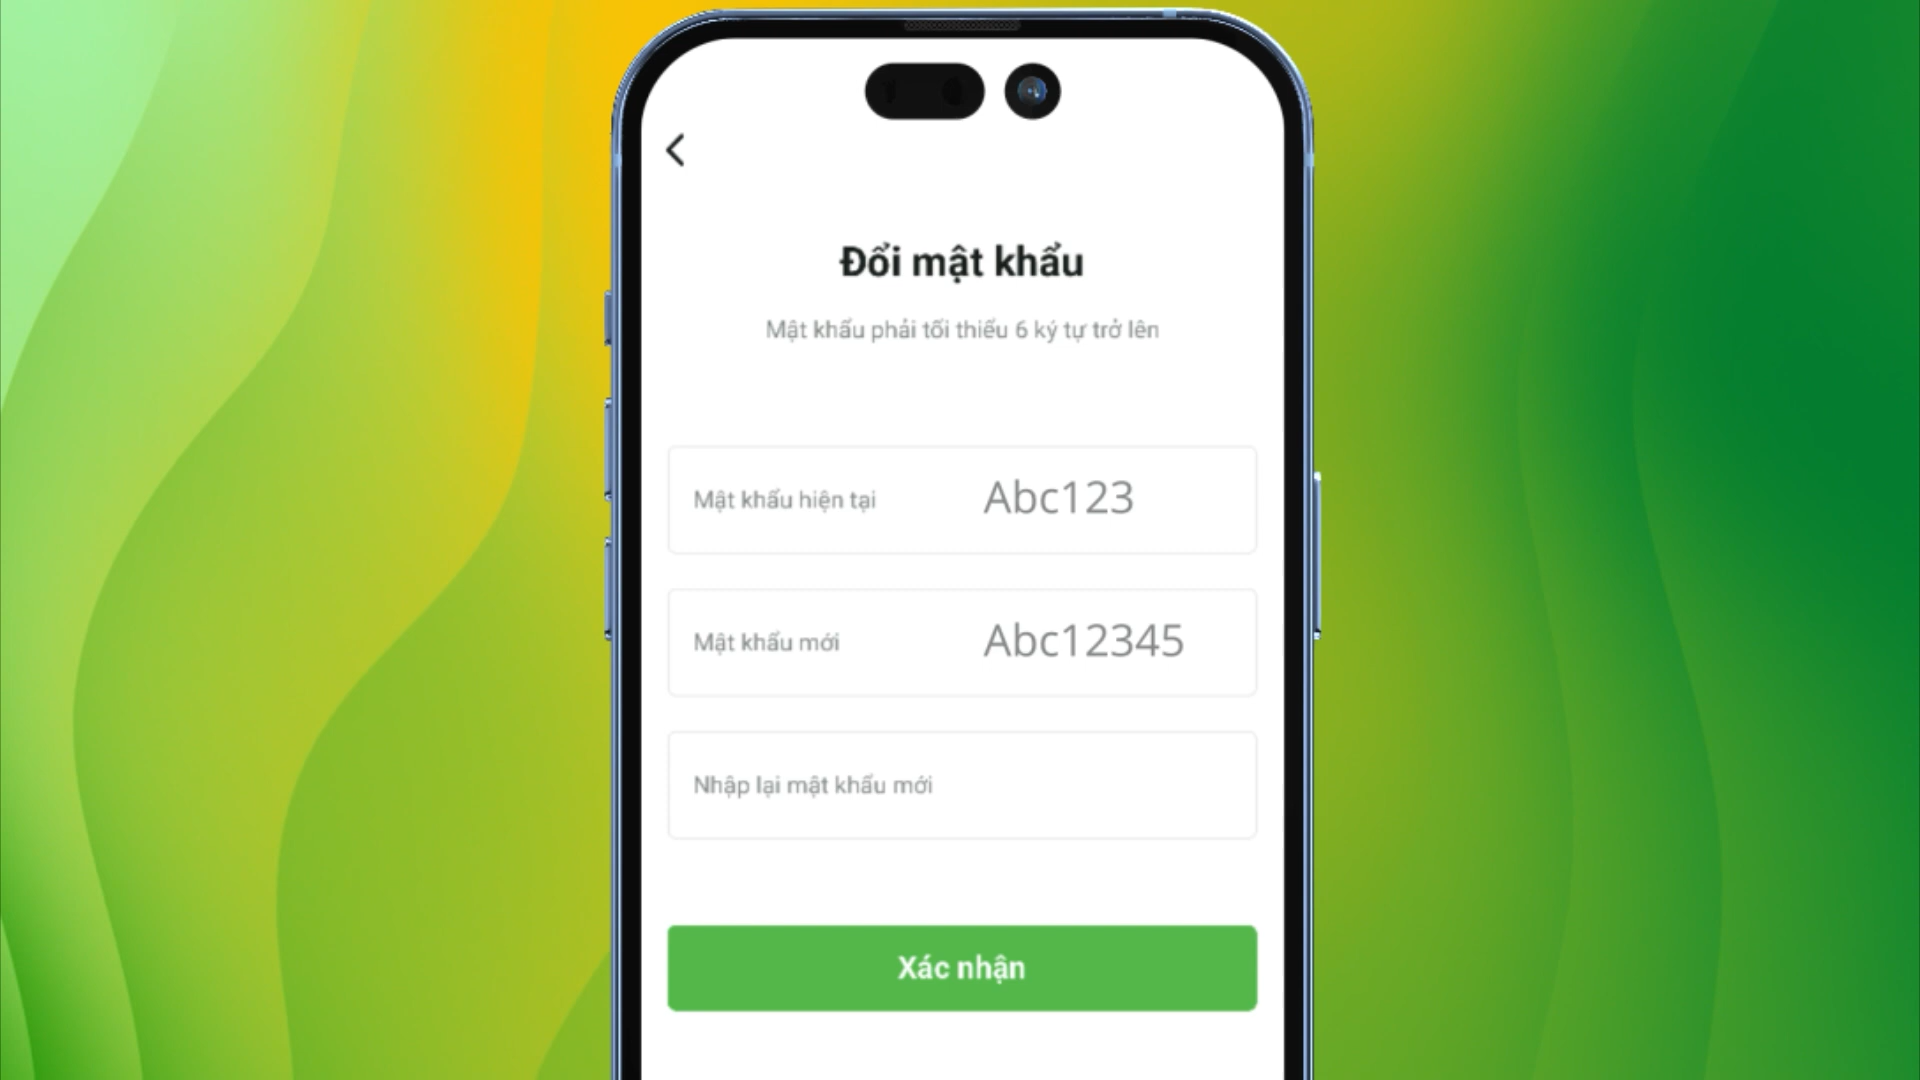 Đổi mật khẩu
Mật khẩu phải tối thiểu 6 ký tự trở lên
Mật khẩu hiện tại Abc123
Mật khẩu mới Abc12345
Nhập lại mật khẩu mới
Xác nhận